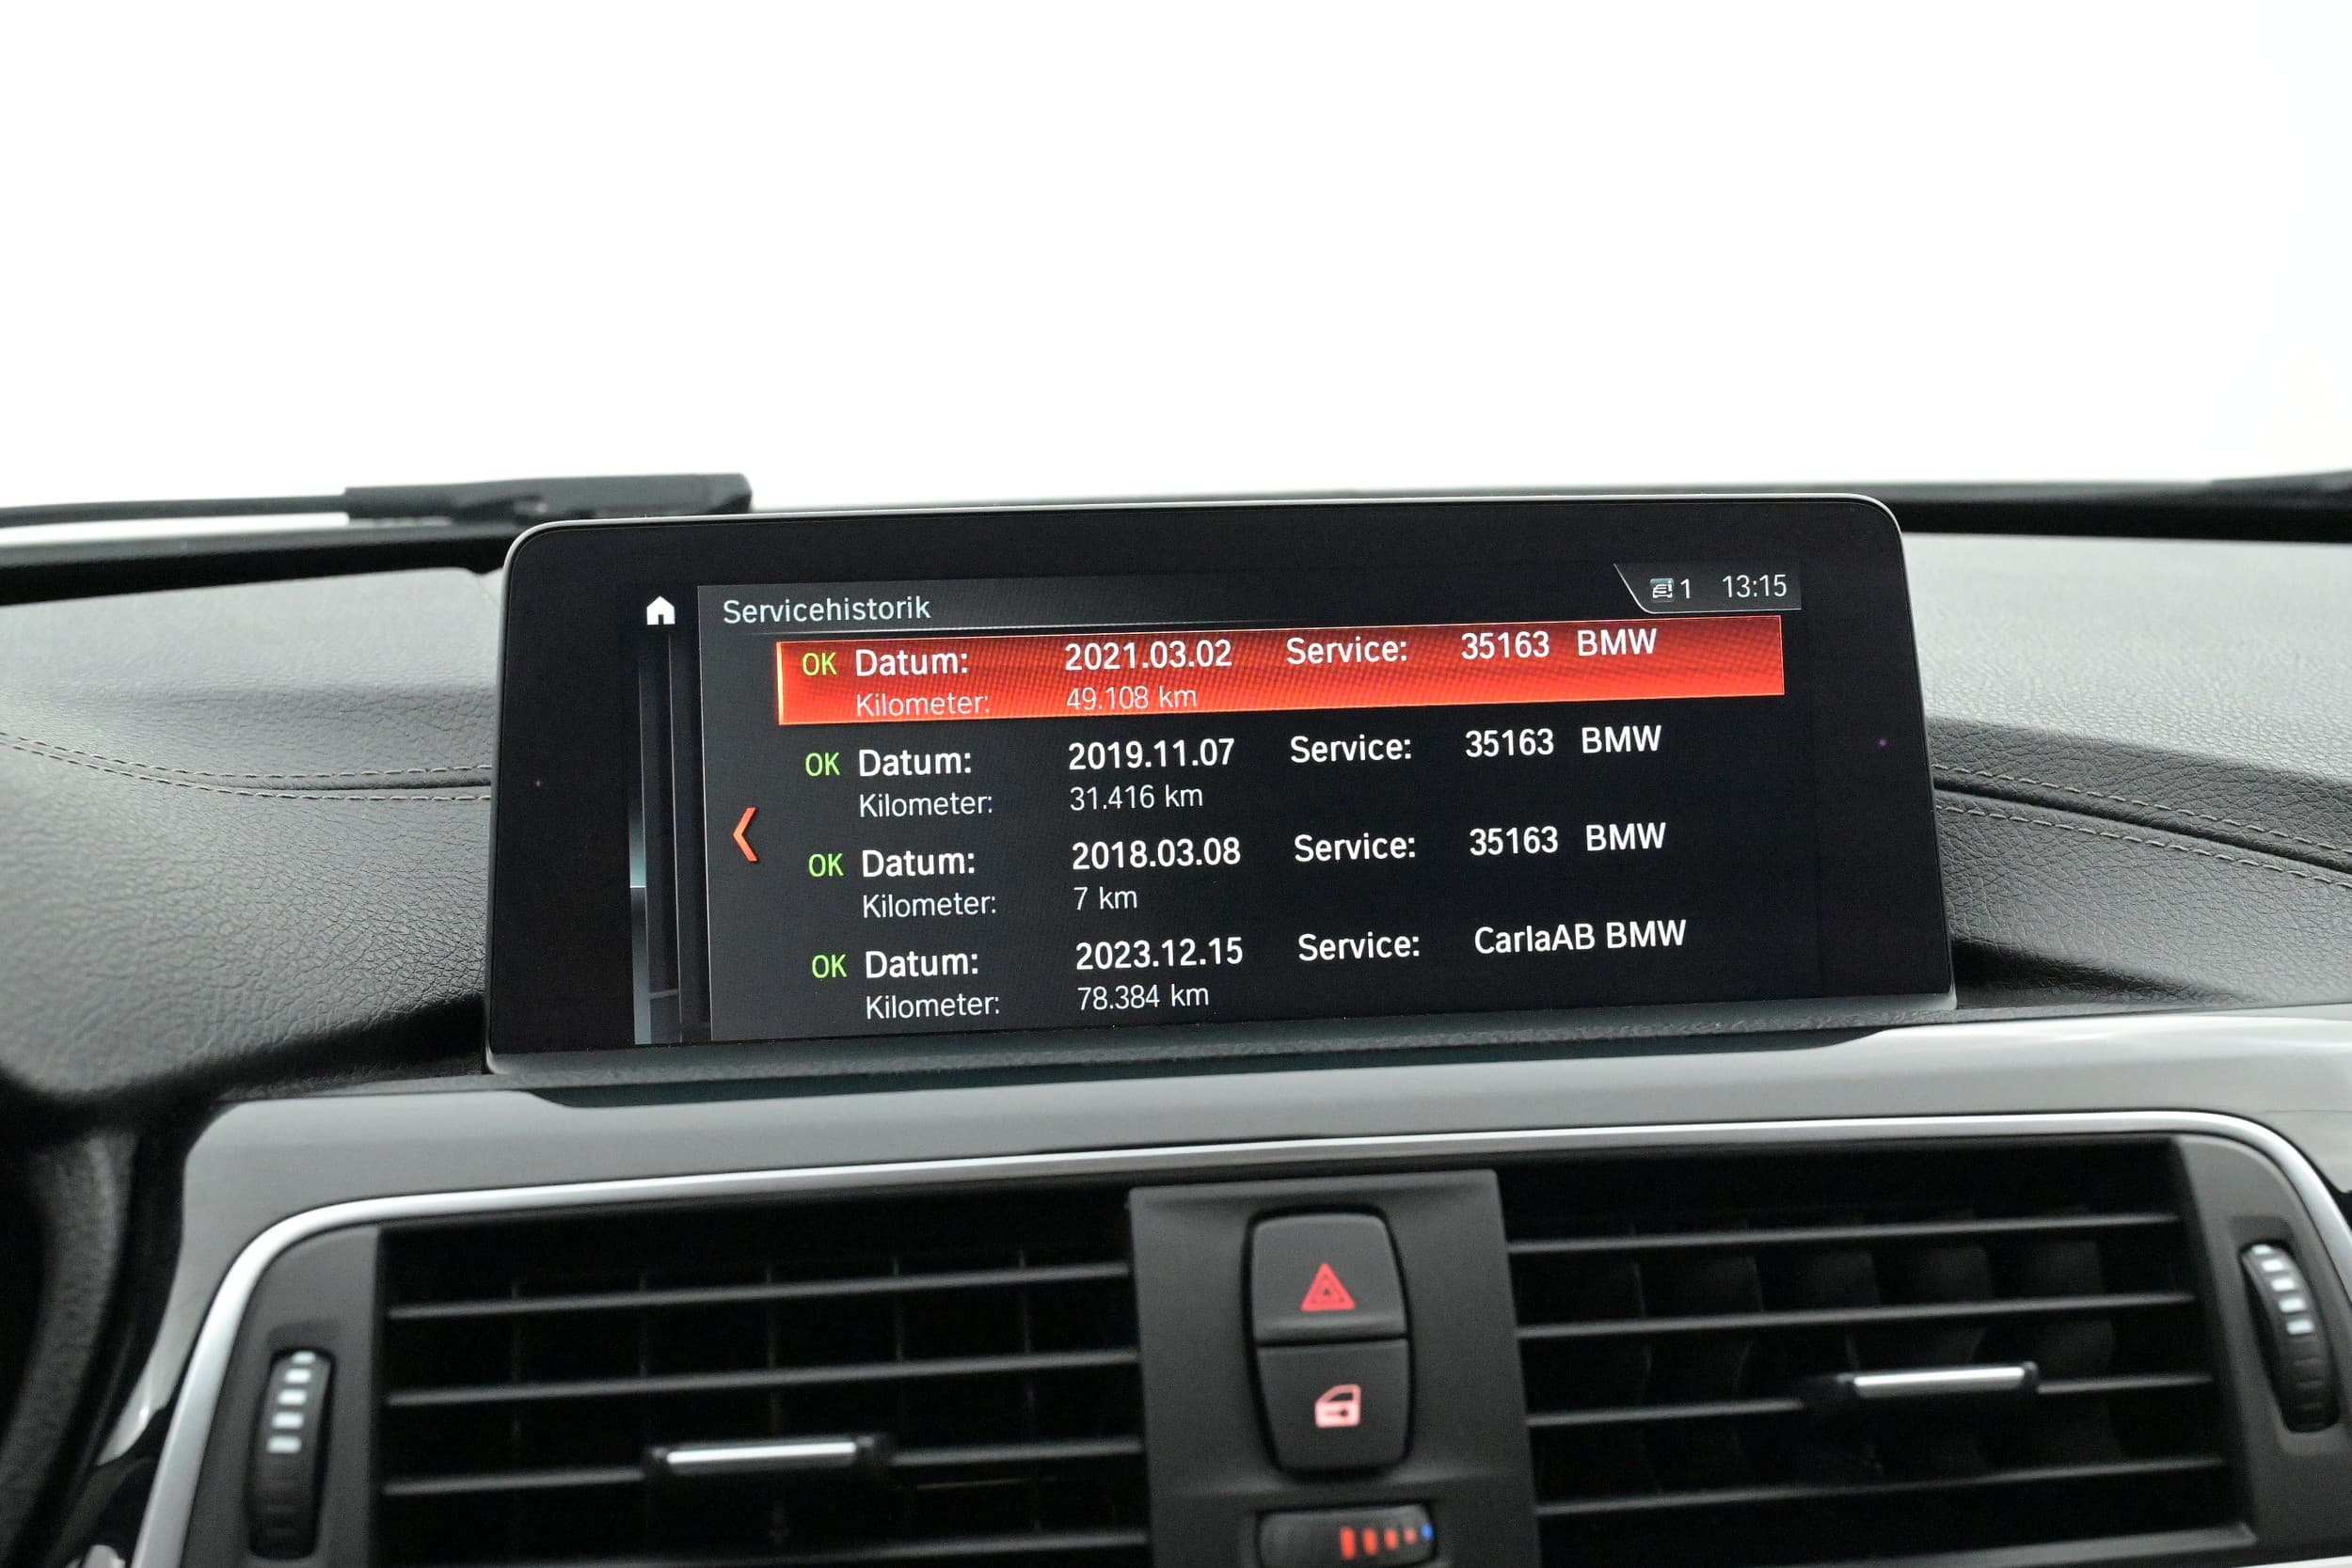 Servicehistorik
1 13:15
OK Datum: 2021.03.02 Service: 35163 BMW
Kilometer: 49.108 km
OK Datum: 2019.11.07 Service: 35163 BMW
Kilometer: 31.416 km
OK Datum: 2018.03.08 Service: 35163 BMW
Kilometer: 7 km
OK Datum: 2023.12.15 Service: CarlaAB BMW
Kilometer: 78.384 km